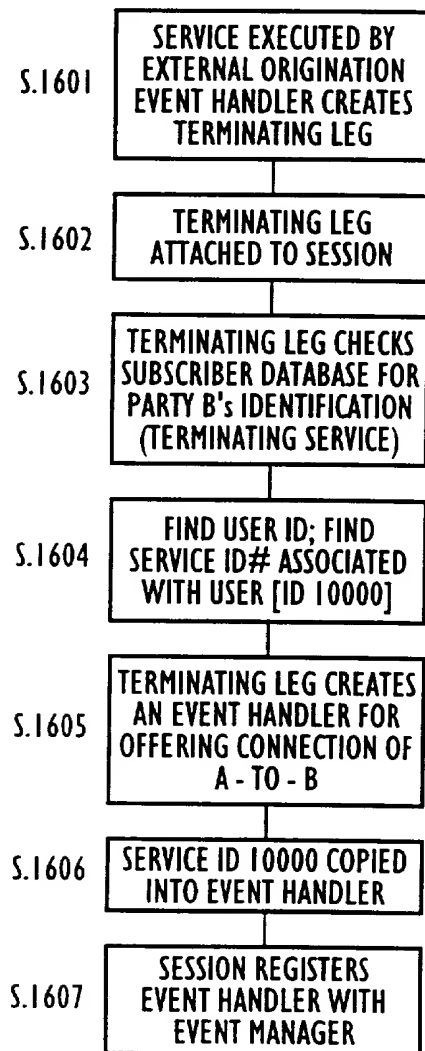 S.1601
SERVICE EXECUTED BY
EXTERNAL ORIGINATION
EVENT HANDLER CREATES
TERMINATING LEG
S.1602
TERMINATING LEG
ATTACHED TO SESSION
S.1603
TERMINATING LEG CHECKS
SUBSCRIBER DATABASE FOR
PARTY B's IDENTIFICATION
(TERMINATING SERVICE)
S.1604
FIND USER ID; FIND
SERVICE ID# ASSOCIATED
WITH USER [ID 10000]
S.1605
TERMINATING LEG CREATES
AN EVENT HANDLER FOR
OFFERING CONNECTION OF
A - TO - B
S.1606
SERVICE ID 10000 COPIED
INTO EVENT HANDLER
S.1607
SESSION REGISTERS
EVENT HANDLER WITH
EVENT MANAGER